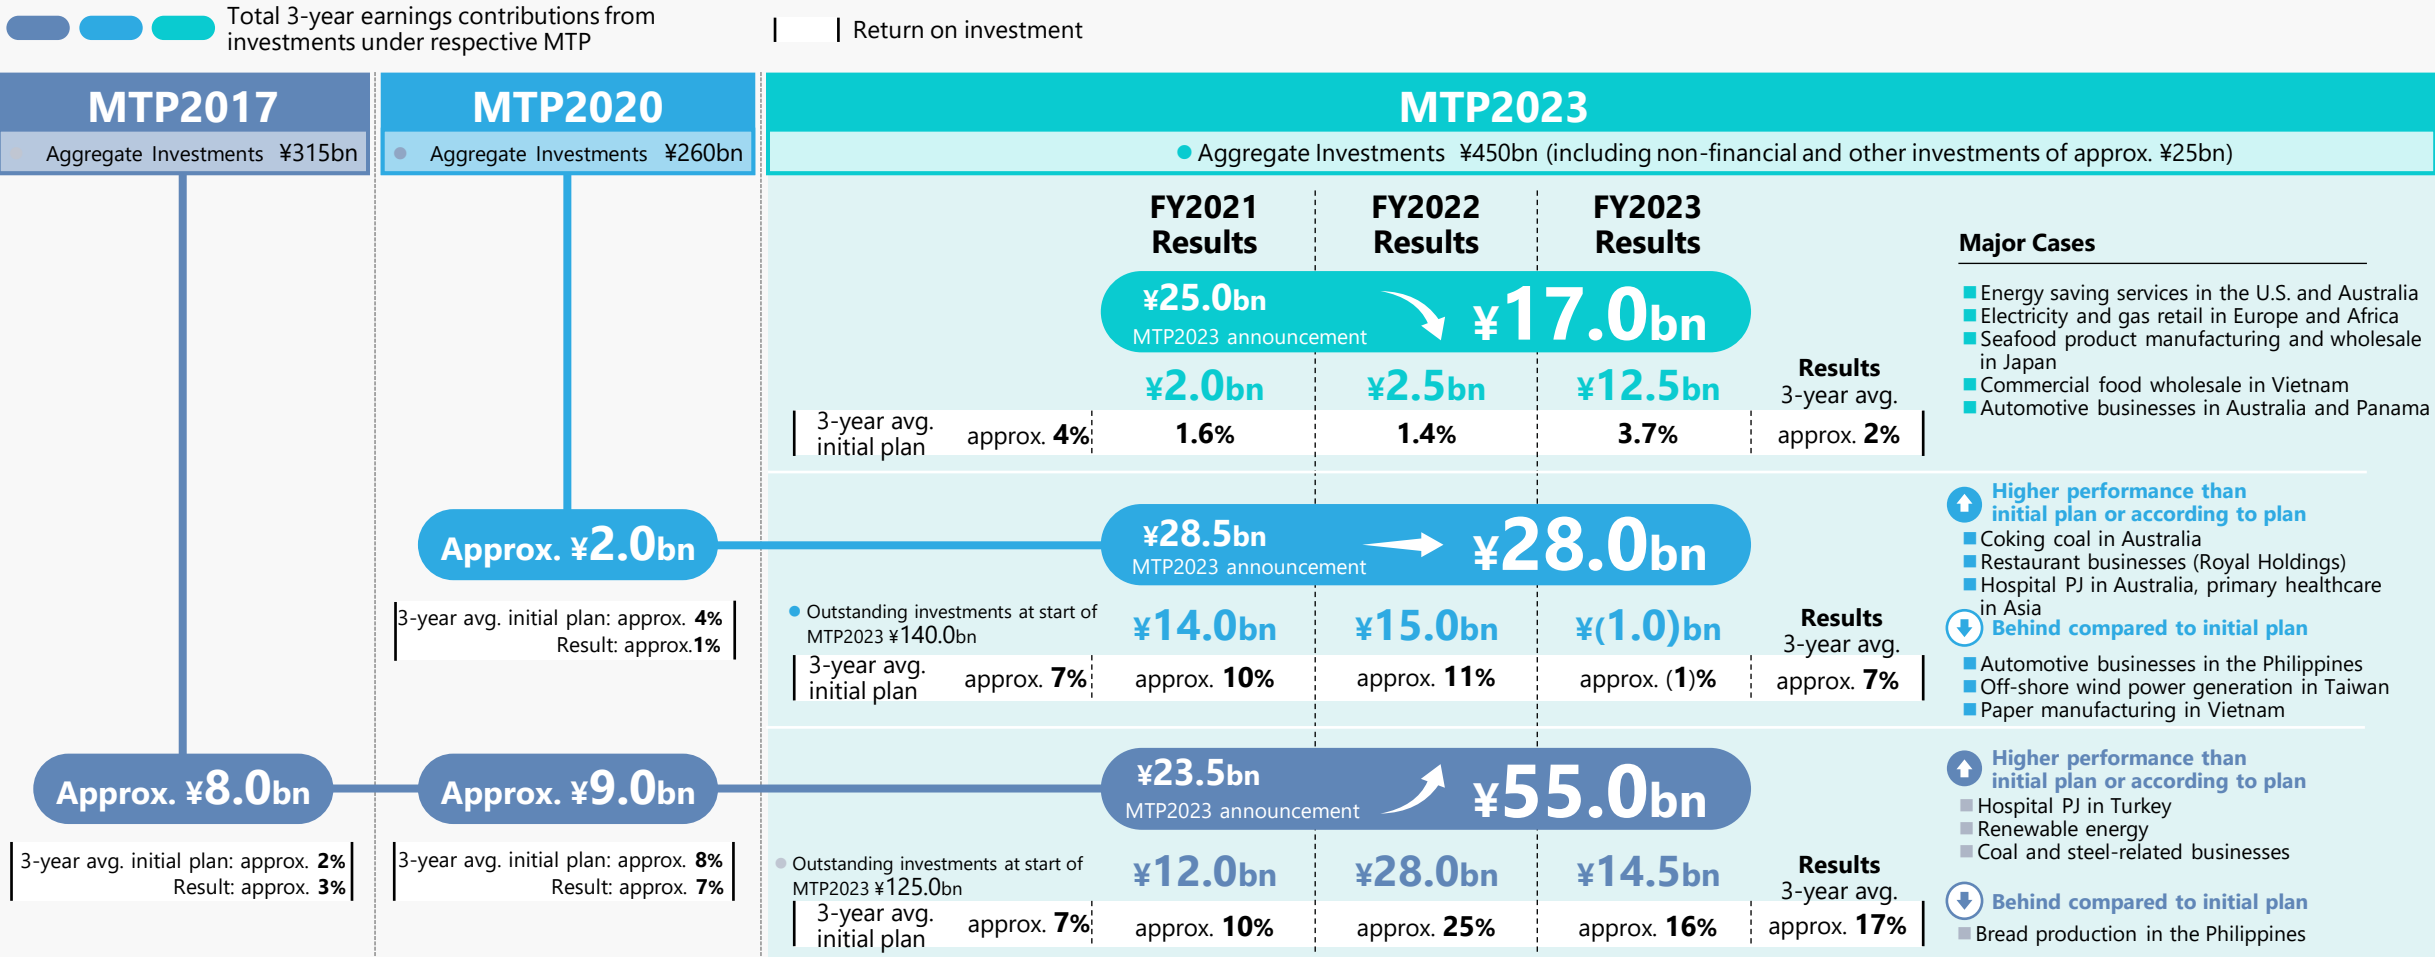 Total 3-year earnings contributions from
investments under respective MTP
Return on investment
MTP2017
Aggregate Investments ¥315bn
MTP2020
● Aggregate Investments ¥260bn
MTP2023
● Aggregate Investments ¥450bn (including non-financial and other investments of approx. ¥25bn)
FY2021
Results
FY2022
Results
FY2023
Results
Major Cases
¥25.0bn
MTP2023 announcement
¥17.0bn
¥2.0bn
¥2.5bn
¥12.5bn
Results
3-year avg.
3-year avg.
initial plan
approx. 4%
1.6%
1.4%
3.7%
approx. 2%
■ Energy saving services in the U.S. and Australia
■ Electricity and gas retail in Europe and Africa
■ Seafood product manufacturing and wholesale
in Japan
■ Commercial food wholesale in Vietnam
■ Automotive businesses in Australia and Panama
Approx. ¥2.0bn
3-year avg. initial plan: approx. 4%
Result: approx.1%
¥28.5bn
MTP2023 announcement
¥28.0bn
● Outstanding investments at start of
MTP2023 ¥140.0bn
¥14.0bn
¥15.0bn
¥(1.0)bn
Results
3-year avg.
3-year avg.
initial plan
approx. 7%
approx. 10%
approx. 11%
approx. (1)%
approx. 7%
Higher performance than
initial plan or according to plan
■ Coking coal in Australia
■ Restaurant businesses (Royal Holdings)
■ Hospital PJ in Australia, primary healthcare
in Asia
Behind compared to initial plan
■ Automotive businesses in the Philippines
■ Off-shore wind power generation in Taiwan
■ Paper manufacturing in Vietnam
Approx. ¥8.0bn
3-year avg. initial plan: approx. 2%
Result: approx. 3%
Approx. ¥9.0bn
3-year avg. initial plan: approx. 8%
Result: approx. 7%
¥23.5bn
MTP2023 announcement
¥55.0bn
● Outstanding investments at start of
MTP2023 ¥125.0bn
¥12.0bn
¥28.0bn
¥14.5bn
Results
3-year avg.
3-year avg.
initial plan
approx. 7%
approx. 10%
approx. 25%
approx. 16%
approx. 17%
Higher performance than
initial plan or according to plan
■ Hospital PJ in Turkey
■ Renewable energy
■ Coal and steel-related businesses
Behind compared to initial plan
■ Bread production in the Philippines